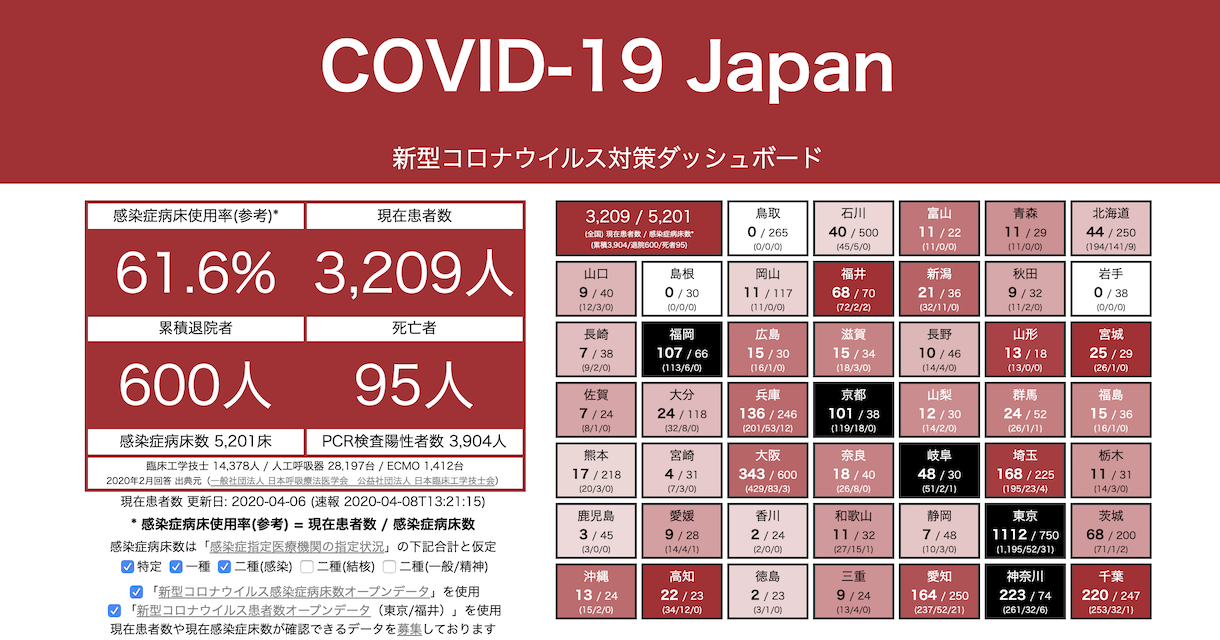 COVID-19 Japan
新型コロナウイルス対策ダッシュボード
感染症病床使用率(参考)*
現在患者数
61.6%
3,209人
累積退院者
死亡者
600人
95人
感染症病床数 5,201床
PCR検査陽性者数 3,904人
臨床工学技士 14,378人 / 人工呼吸器 28,197台 / ECMO 1,412台
2020年2月回答 出典元（一般社団法人 日本呼吸療法医学会　公益社団法人 日本臨床工学技士会）
現在患者数 更新日: 2020-04-06 (速報 2020-04-08T13:21:15)
* 感染症病床使用率(参考) = 現在患者数 / 感染症病床数
感染症病床数は「感染症指定医療機関の指定状況」の下記合計と仮定
特定 一種 二種(感染) 二種(結核) 二種(一般/精神)
「新型コロナウイルス感染症病床数オープンデータ」を使用
「新型コロナウイルス患者数オープンデータ（東京/福井）」を使用
現在患者数や現在感染症病床数が確認できるデータを募集しております
3,209 / 5,201
(全国) 現在患者数 / 感染症病床数*
(累積3,904/退院600/死者95)
鳥取
0 / 265
(0/0/0)
石川
40 / 500
(45/5/0)
富山
11 / 22
(11/0/0)
青森
11 / 29
(11/0/0)
北海道
44 / 250
(194/141/9)
山口
9 / 40
(12/3/0)
島根
0 / 30
(0/0/0)
岡山
11 / 117
(11/0/0)
福井
68 / 70
(72/2/2)
新潟
21 / 36
(32/11/0)
秋田
9 / 32
(11/2/0)
岩手
0 / 38
(0/0/0)
長崎
7 / 38
(9/2/0)
福岡
107 / 66
(113/6/0)
広島
15 / 30
(16/1/0)
滋賀
15 / 34
(18/3/0)
長野
10 / 46
(14/4/0)
山形
13 / 18
(13/0/0)
宮城
25 / 29
(26/1/0)
佐賀
7 / 24
(8/1/0)
大分
24 / 118
(32/8/0)
兵庫
136 / 246
(201/53/12)
京都
101 / 38
(119/18/0)
山梨
12 / 30
(14/2/0)
群馬
24 / 52
(26/1/1)
福島
15 / 36
(16/1/0)
熊本
17 / 218
(20/3/0)
宮崎
4 / 31
(7/3/0)
大阪
343 / 600
(429/83/3)
奈良
18 / 40
(26/8/0)
岐阜
48 / 30
(51/2/1)
埼玉
168 / 225
(195/23/4)
栃木
11 / 31
(14/3/0)
鹿児島
3 / 45
(3/0/0)
愛媛
9 / 28
(14/4/1)
香川
2 / 24
(2/0/0)
和歌山
11 / 32
(27/15/1)
静岡
7 / 48
(10/3/0)
東京
1112 / 750
(1,195/52/31)
茨城
68 / 200
(71/1/2)
沖縄
13 / 24
(15/2/0)
高知
22 / 23
(34/12/0)
徳島
2 / 23
(3/1/0)
三重
9 / 24
(13/4/0)
愛知
164 / 250
(237/52/21)
神奈川
223 / 74
(261/32/6)
千葉
220 / 247
(253/32/1)